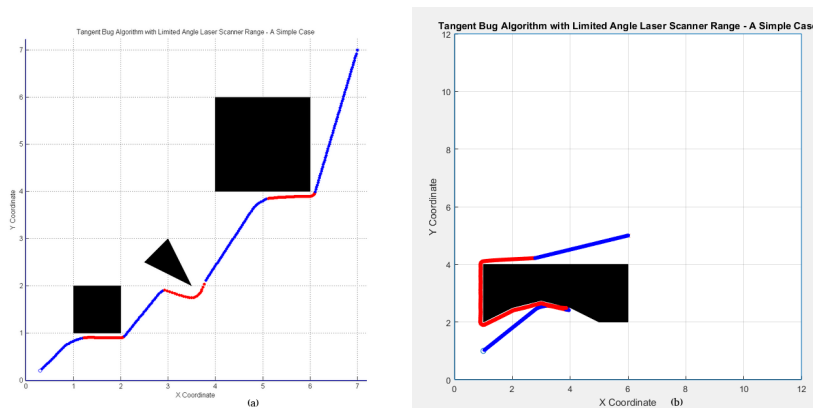 Tangent Bug Algorithm with Limited Angle Laser Scanner Range - A Simple Case
7
6
5
4
3
2
1
0
0 1 2 3 4 5 6 7
Y Coordinate
X Coordinate
(a)
Tangent Bug Algorithm with Limited Angle Laser Scanner Range - A Simple Case
12
10
8
6
4
2
0
0 2 4 6 8 10 12
Y Coordinate
X Coordinate
(b)